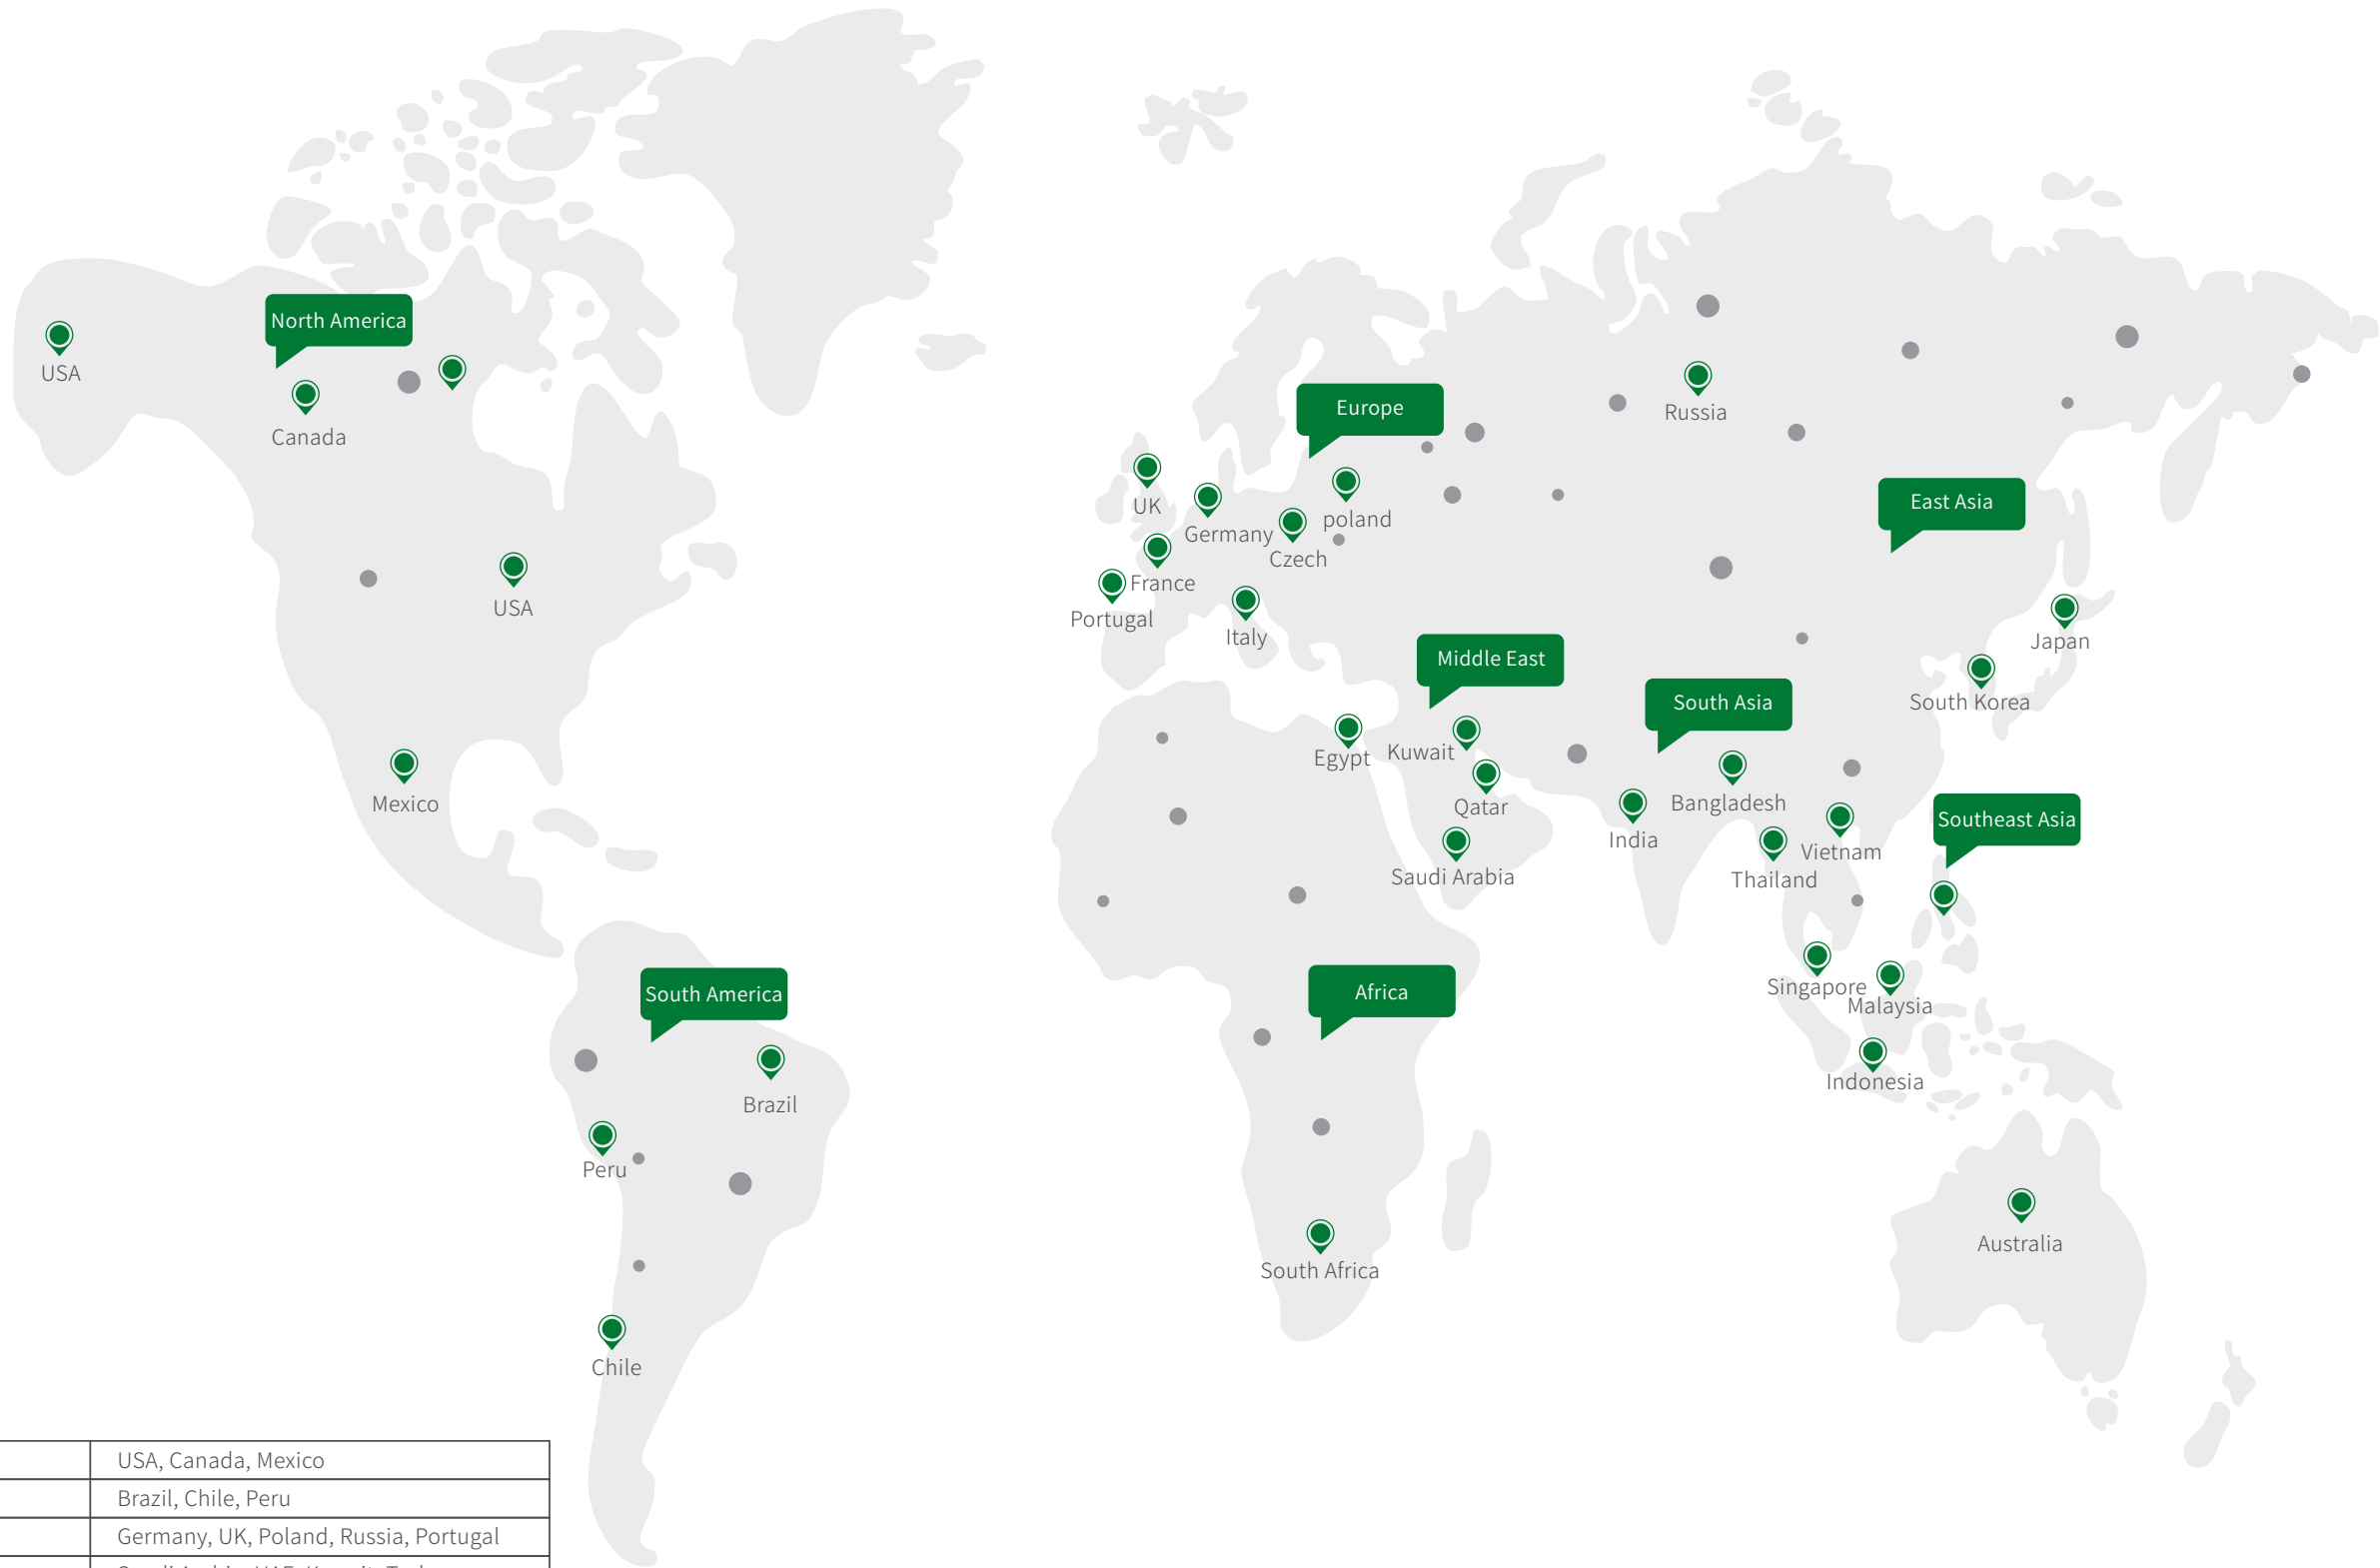 North America
USA
Canada
Europe
Russia
UK
Germany
poland
Czech
East Asia
France
Portugal
USA
Italy
Japan
Middle East
South Korea
South Asia
Egypt
Kuwait
Mexico
Qatar
Bangladesh
India
Southeast Asia
Vietnam
Saudi Arabia
Thailand
South America
Africa
Singapore
Malaysia
Indonesia
Brazil
Peru
Australia
South Africa
Chile
USA, Canada, Mexico
Brazil, Chile, Peru
Germany, UK, Poland, Russia, Portugal